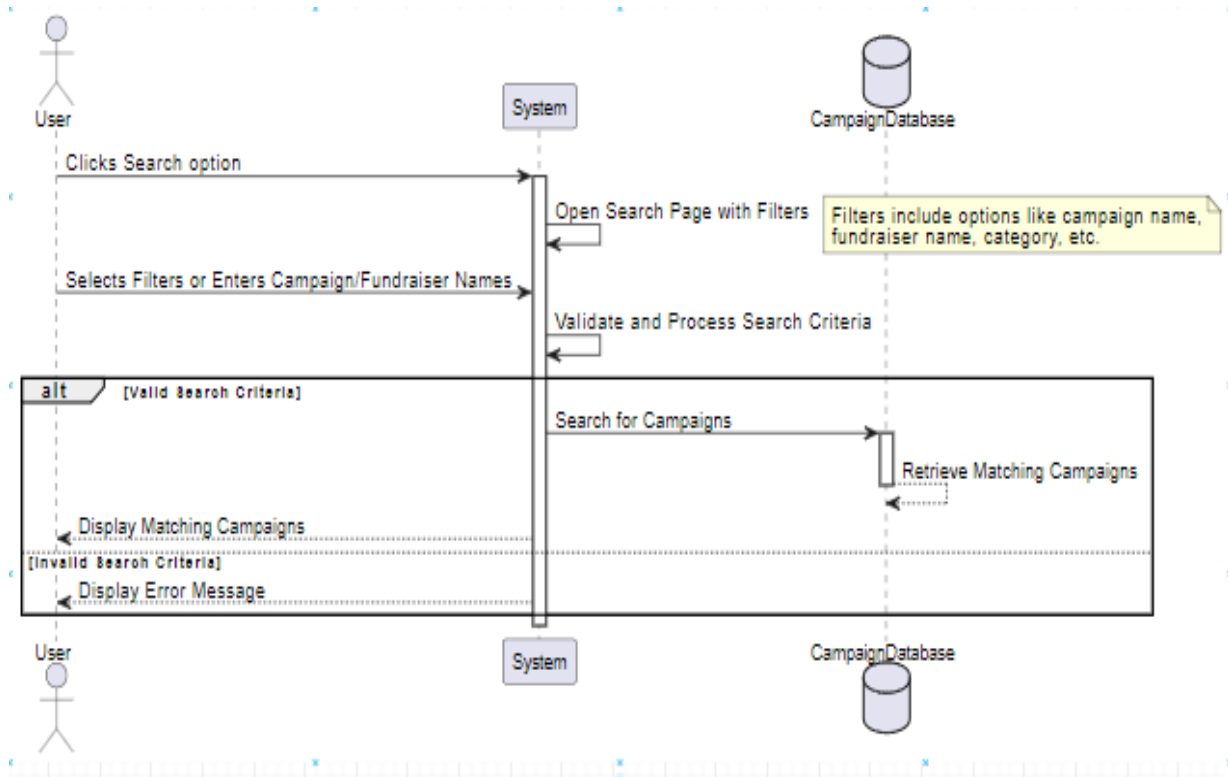 User
System
CampaignDatabase
Clicks Search option
Open Search Page with Filters
Filters include options like campaign name,
fundraiser name, category, etc.
Selects Filters or Enters Campaign/Fundraiser Names
Validate and Process Search Criteria
alt [Valid Search Criteria]
Search for Campaigns
Retrieve Matching Campaigns
Display Matching Campaigns
[Invalid Search Criteria]
Display Error Message
User
System
CampaignDatabase